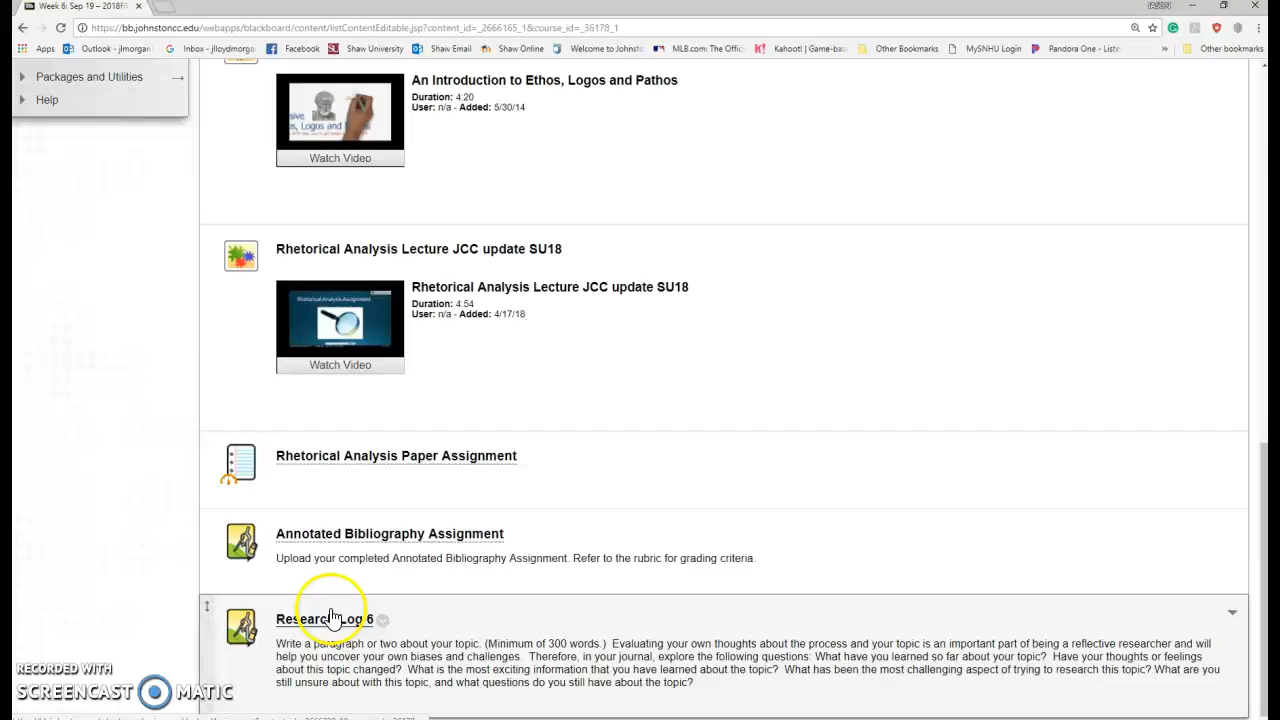 Week 6: Sep 19 – 2018FA
JASON
https://bb.johnstoncc.edu/webapps/blackboard/content/listContentEditable.jsp?content_id=_2666165_1&course_id=_36178_1
Apps Outlook - jlmorgan Inbox - jlloydmorga Facebook Shaw University Shaw Email Shaw Online Welcome to Johnst MLB.com: The Offic Kahoot! | Game-bas Other Bookmarks MySNHU Login Pandora One - Liste » Other bookmarks
Packages and Utilities
Help
An Introduction to Ethos, Logos and Pathos
Duration: 4:20
User: n/a - Added: 5/30/14
Watch Video
Rhetorical Analysis Lecture JCC update SU18
Rhetorical Analysis Lecture JCC update SU18
Duration: 4:54
User: n/a - Added: 4/17/18
Rhetorical Analysis Assignment
Watch Video
Rhetorical Analysis Paper Assignment
Annotated Bibliography Assignment
Upload your completed Annotated Bibliography Assignment. Refer to the rubric for grading criteria.
Research Log 6
Write a paragraph or two about your topic. (Minimum of 300 words.) Evaluating your own thoughts about the process and your topic is an important part of being a reflective researcher and will
help you uncover your own biases and challenges. Therefore, in your journal, explore the following questions: What have you learned so far about your topic? Have your thoughts or feelings
about this topic changed? What is the most exciting information that you have learned about the topic? What has been the most challenging aspect of trying to research this topic? What are you
still unsure about with this topic, and what questions do you still have about the topic?
RECORDED WITH
SCREENCAST MATIC